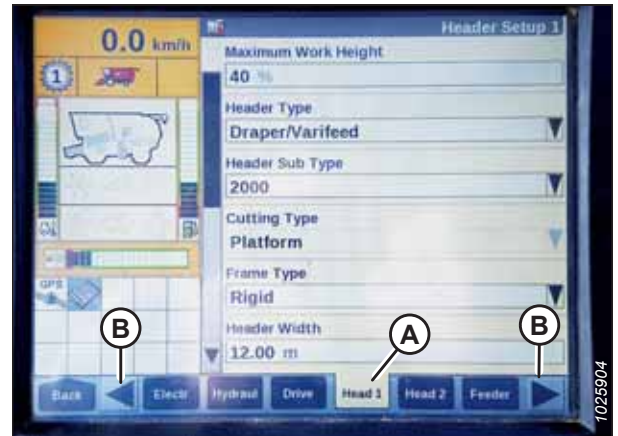 0.0 km/h
Header Setup 1
Maximum Work Height
40 %
1
Header Type
Draper/Varifeed
Header Sub Type
2000
Cutting Type
Platform
Frame Type
GPS
Rigid
Header Width
12.00 m
B
A
B
Back
Electr
Hydraul
Drive
Head 1
Head 2
Feeder
1025904